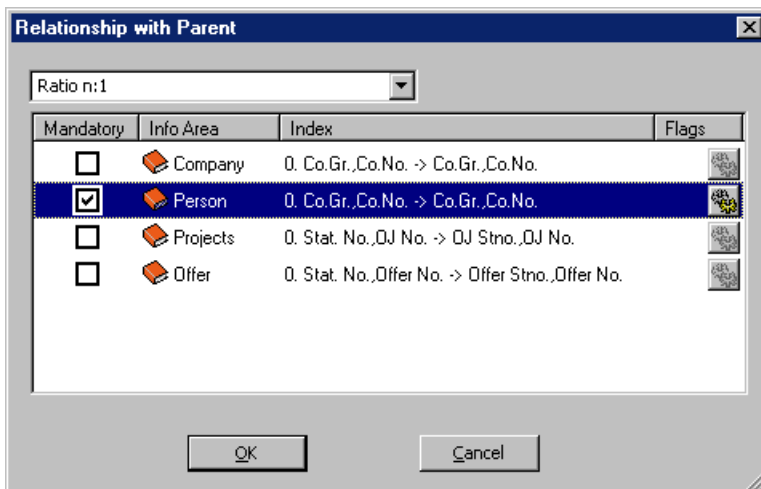 Relationship with Parent
Ratio n:1
Mandatory Info Area Index Flags
Company 0. Co.Gr.,Co.No. -> Co.Gr.,Co.No.
Person 0. Co.Gr.,Co.No. -> Co.Gr.,Co.No.
Projects 0. Stat. No.,OJ No. -> OJ Stno.,OJ No.
Offer 0. Stat. No.,Offer No. -> Offer Stno.,Offer No.
OK Cancel